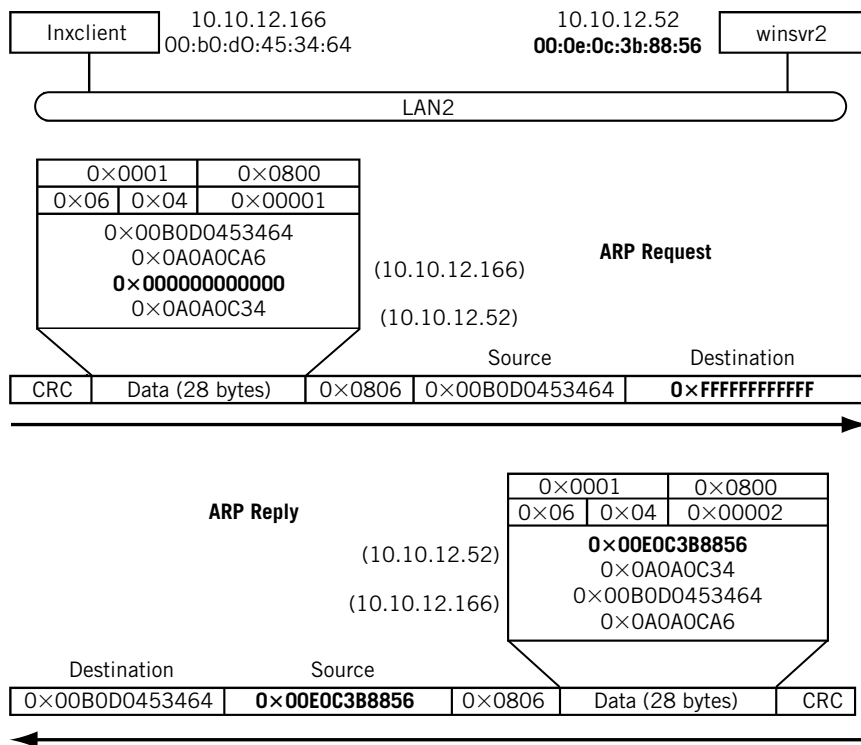 lnxclient
10.10.12.166
00:b0:d0:45:34:64
10.10.12.52
00:0e:0c:3b:88:56
winsvr2
LAN2
0×0001 0×0800
0×06 0×04 0×00001
0×00B0D0453464
0×0A0A0CA6
0×000000000000
0×0A0A0C34
(10.10.12.166)
(10.10.12.52)
ARP Request
Source Destination
CRC Data (28 bytes) 0×0806 0×00B0D0453464 0×FFFFFFFFFFFF
ARP Reply
0×0001 0×0800
0×06 0×04 0×00002
(10.10.12.52)
(10.10.12.166)
0×00E0C3B8856
0×0A0A0C34
0×00B0D0453464
0×0A0A0CA6
Destination Source
0×00B0D0453464 0×00E0C3B8856 0×0806 Data (28 bytes) CRC